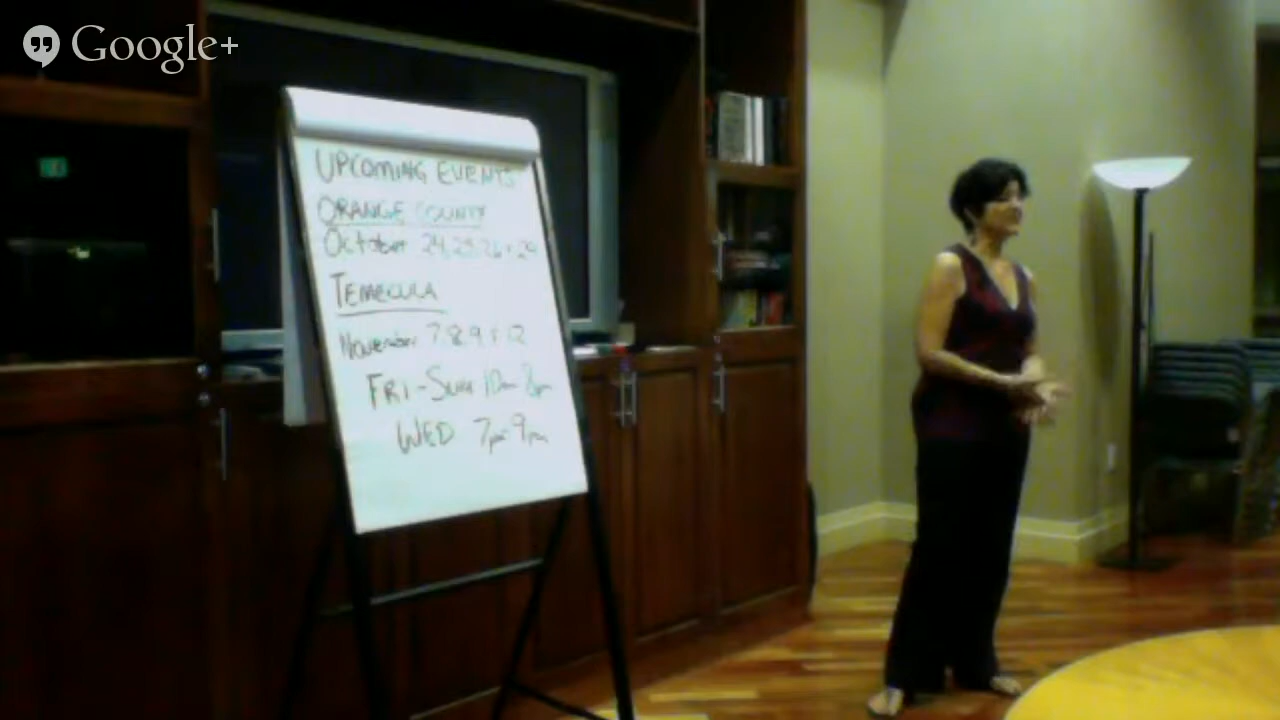 Google+
UPCOMING EVENTS
ORANGE COUNTY
October 24, 25, 26 + 29
TEMECULA
November 7, 8, 9 + 12
FRI - SUN 10am 8pm
WED 7pm - 9pm